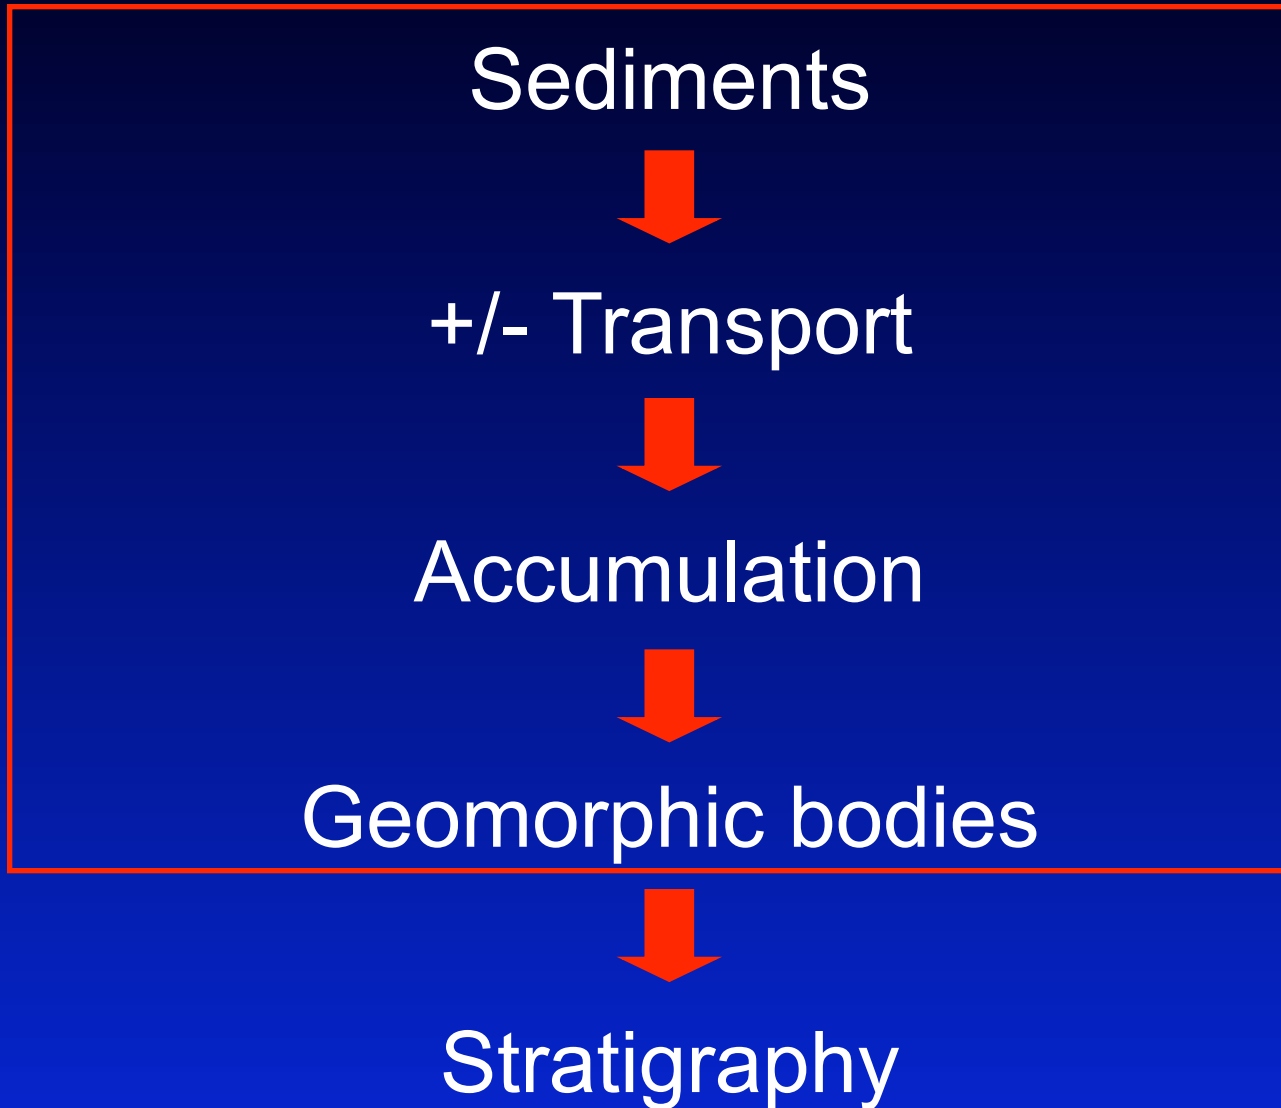 Sediments
+/- Transport
Accumulation
Geomorphic bodies
Stratigraphy